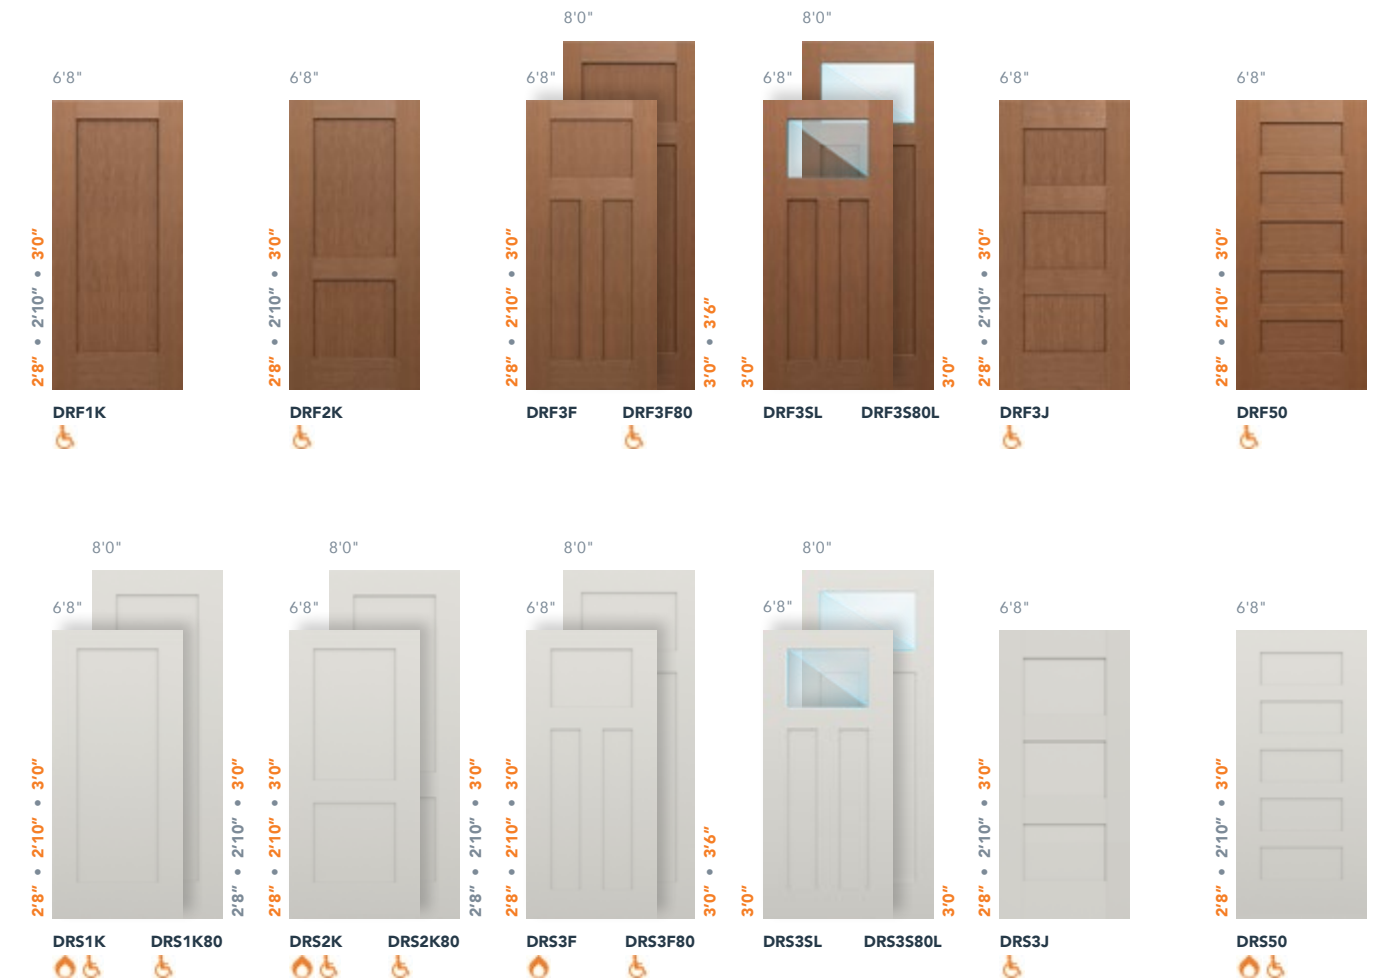 8'0"
8'0"
6'8"
6'8"
6'8"
6'8"
6'8"
6'8"
2'8” • 2'10” • 3'0”
2'8” • 2'10” • 3'0”
2'8” • 2'10” • 3'0”
3'0” • 3'6”
3'0”
3'0”
2'8” • 2'10” • 3'0”
2'8” • 2'10” • 3'0”
DRF1K
DRF2K
DRF3F
DRF3F80
DRF3SL
DRF3S80L
DRF3J
DRF50
8'0"
8'0"
8'0"
8'0"
6'8"
6'8"
6'8"
6'8"
6'8"
6'8"
2'8” • 2'10” • 3'0”
2'8” • 2'10” • 3'0”
2'8” • 2'10” • 3'0”
2'8” • 2'10” • 3'0”
2'8” • 2'10” • 3'0”
3'0” • 3'6”
3'0”
3'0”
2'8” • 2'10” • 3'0”
2'8” • 2'10” • 3'0”
DRS1K
DRS1K80
DRS2K
DRS2K80
DRS3F
DRS3F80
DRS3SL
DRS3S80L
DRS3J
DRS50